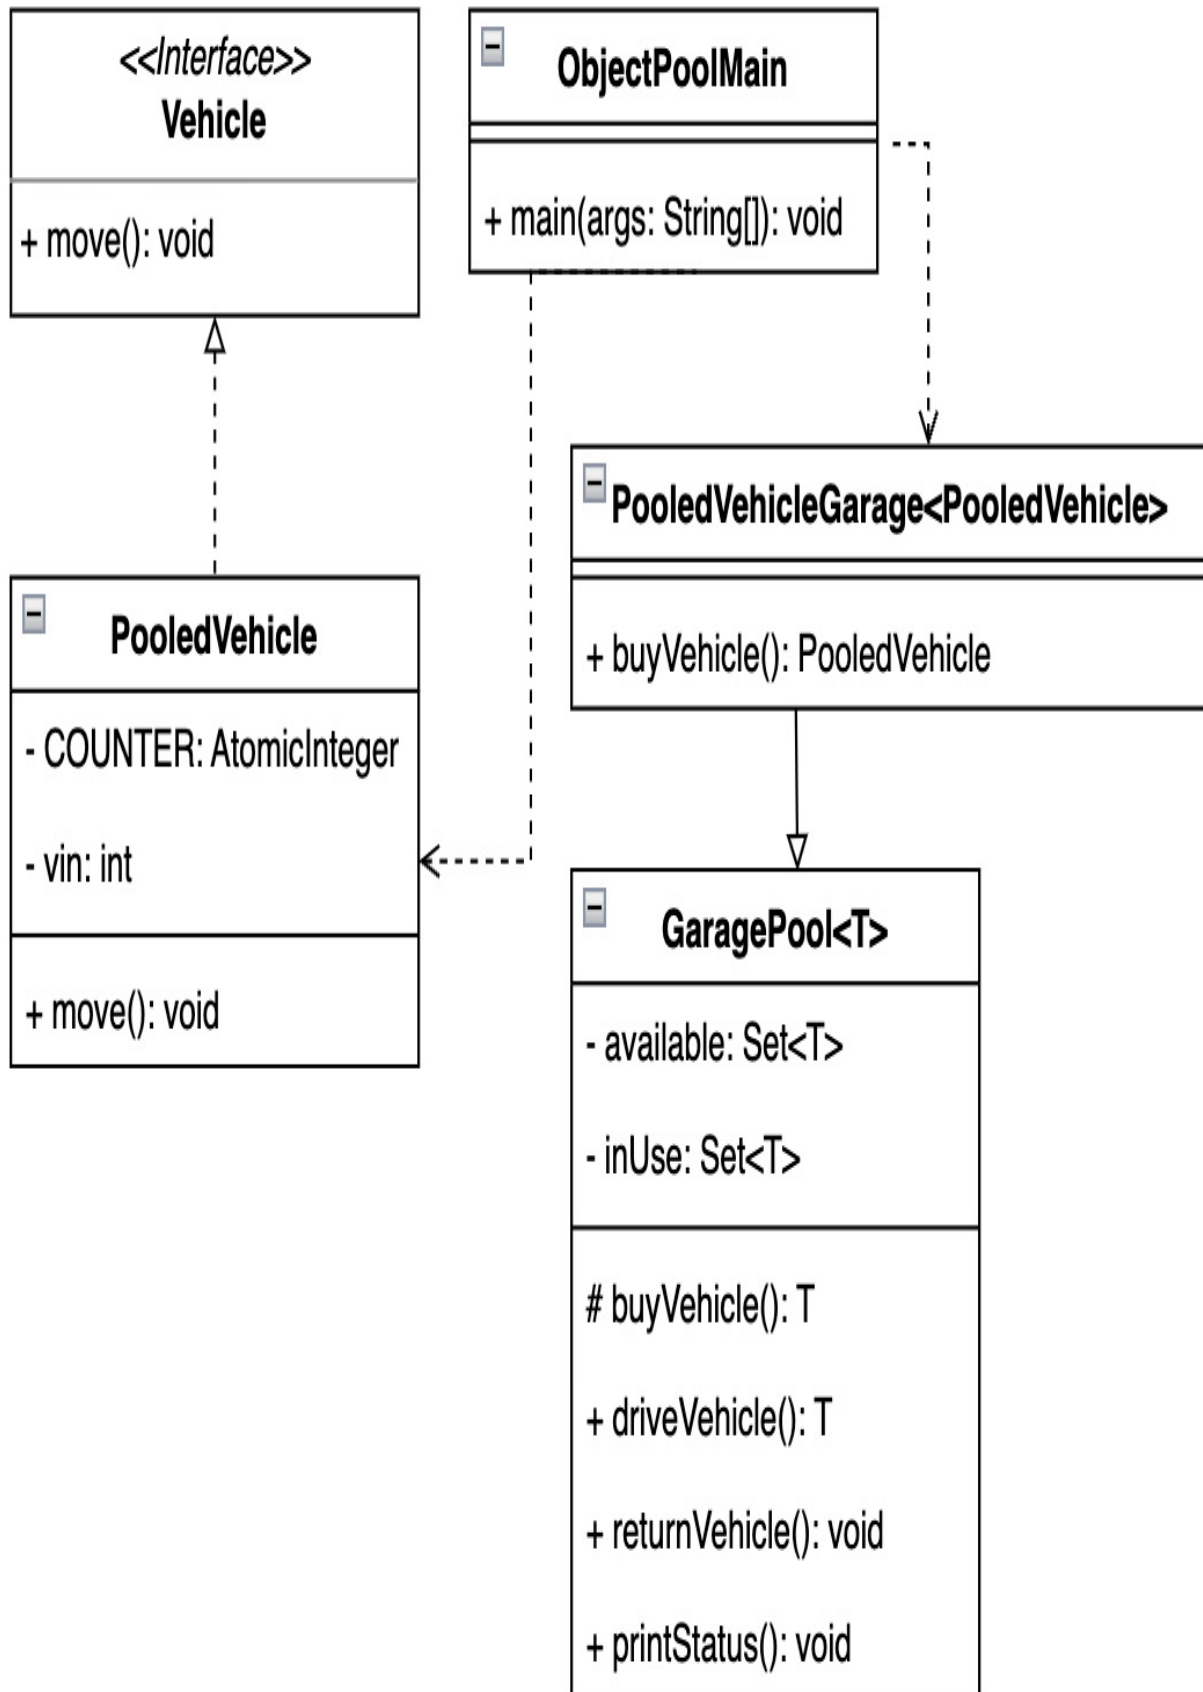 <<Interface>>
Vehicle
+ move(): void
ObjectPoolMain
+ main(args: String[]): void
PooledVehicleGarage<PooledVehicle>
+ buyVehicle(): PooledVehicle
PooledVehicle
- COUNTER: AtomicInteger
- vin: int
+ move(): void
GaragePool<T>
- available: Set<T>
- inUse: Set<T>
# buyVehicle(): T
+ driveVehicle(): T
+ returnVehicle(): void
+ printStatus(): void